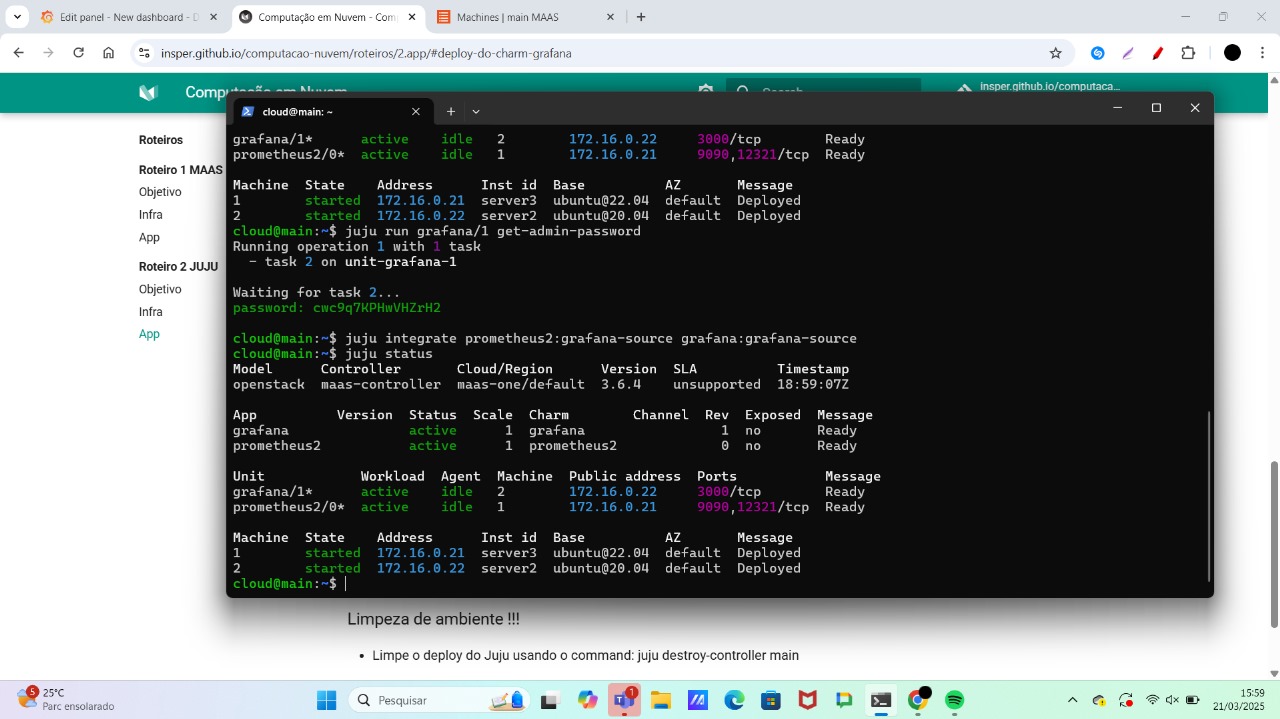 Edit panel - New dashboard - D
Computação em Nuvem - Con
Machines | main MAAS
insper.github.io/computacao-nuvem/roteiros/2.app/#deploy-do-charm-grafana
Computação em Nuvem
Search
insper.github.io/computaca...
Roteiros
Roteiro 1 MAAS
Objetivo
Infra
App
Roteiro 2 JUJU
Objetivo
Infra
App
cloud@main: ~
grafana/1* active idle 2 172.16.0.22 3000/tcp Ready
prometheus2/0* active idle 1 172.16.0.21 9090,12321/tcp Ready
Machine State Address Inst id Base AZ Message
1 started 172.16.0.21 server3 ubuntu@22.04 default Deployed
2 started 172.16.0.22 server2 ubuntu@20.04 default Deployed
cloud@main:~$ juju run grafana/1 get-admin-password
Running operation 1 with 1 task
- task 2 on unit-grafana-1
Waiting for task 2...
password: cwc9q7KPHwVHZrH2
cloud@main:~$ juju integrate prometheus2:grafana-source grafana:grafana-source
cloud@main:~$ juju status
Model Controller Cloud/Region Version SLA Timestamp
openstack maas-controller maas-one/default 3.6.4 unsupported 18:59:07Z
App Version Status Scale Charm Channel Rev Exposed Message
grafana active 1 grafana 1 no Ready
prometheus2 active 1 prometheus2 0 no Ready
Unit Workload Agent Machine Public address Ports Message
grafana/1* active idle 2 172.16.0.22 3000/tcp Ready
prometheus2/0* active idle 1 172.16.0.21 9090,12321/tcp Ready
Machine State Address Inst id Base AZ Message
1 started 172.16.0.21 server3 ubuntu@22.04 default Deployed
2 started 172.16.0.22 server2 ubuntu@20.04 default Deployed
cloud@main:~$
Limpeza de ambiente !!!
• Limpe o deploy do Juju usando o command: juju destroy-controller main
5
25°C
Parc ensolarado
Pesquisar
1
15:59
21/03/2025